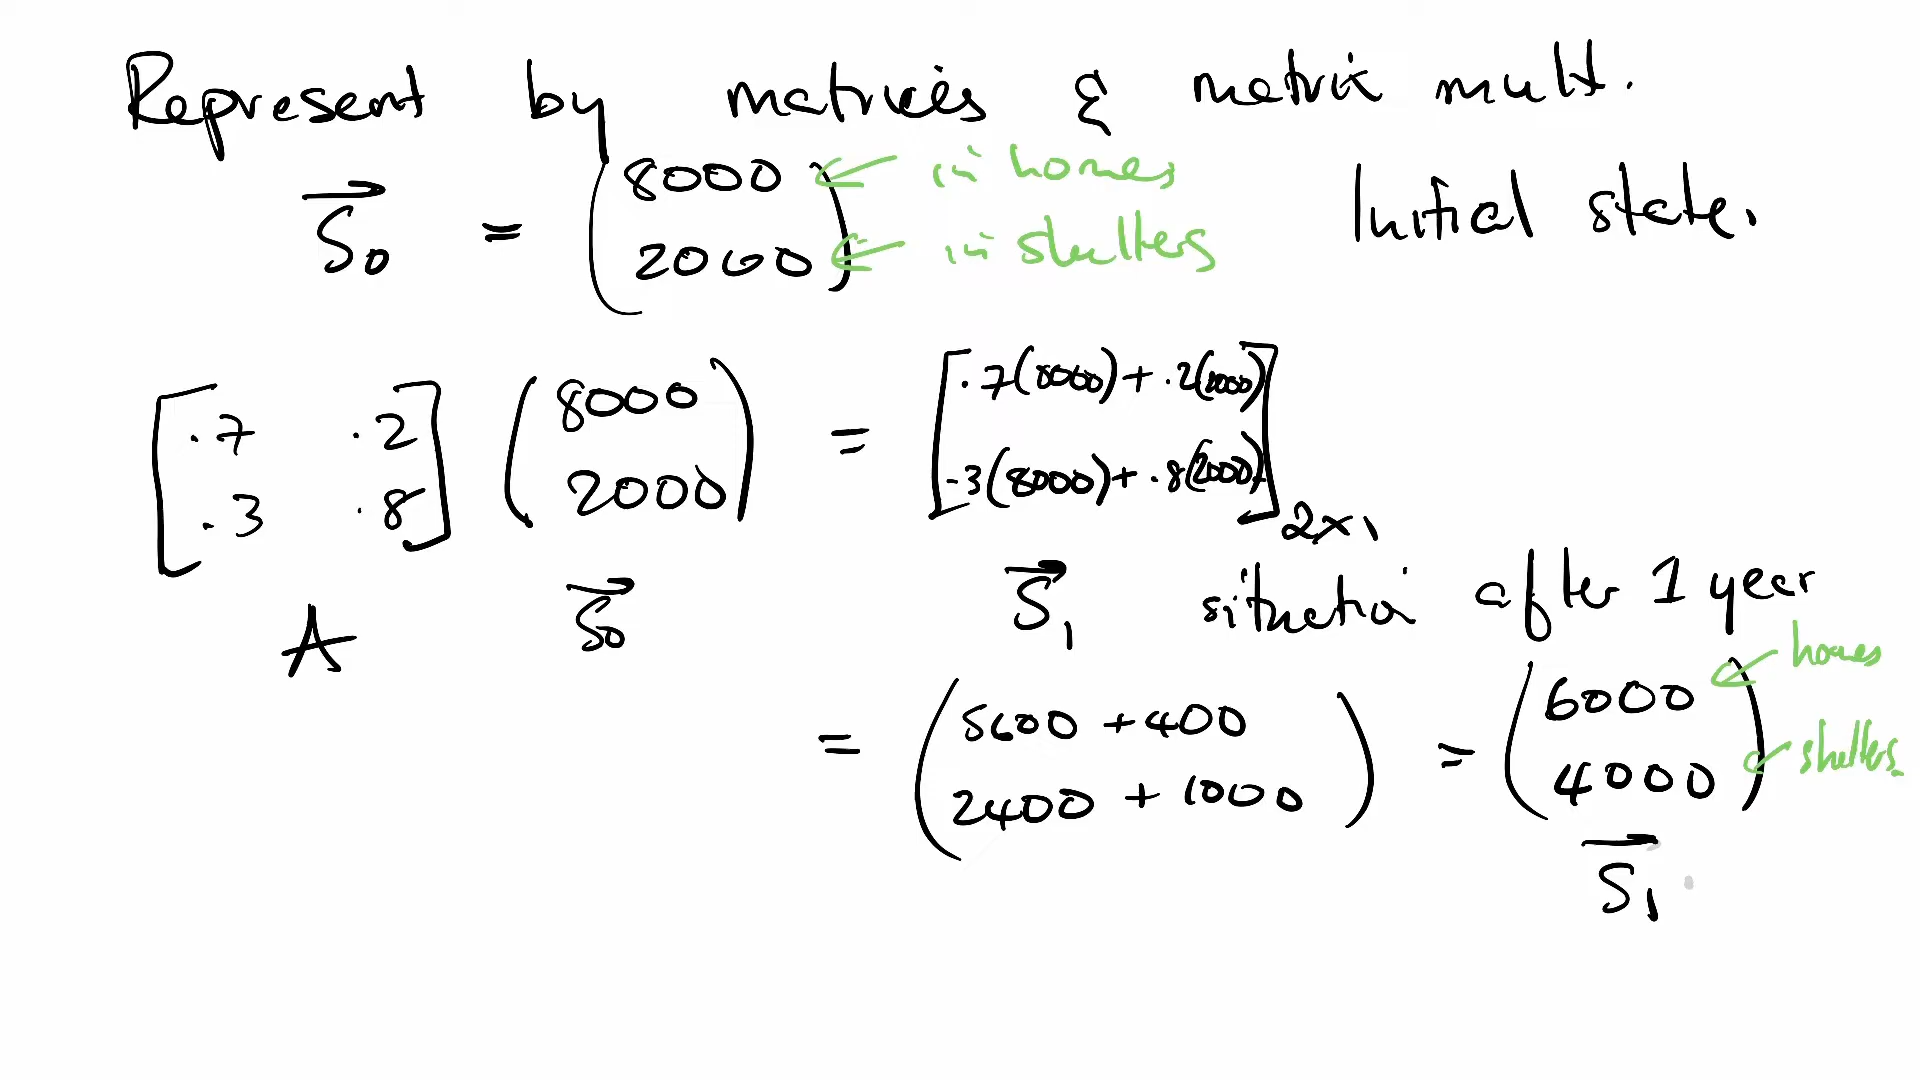 Represent by matrices & matrix mult.
S₀ = (8000 ← in homes
2000) ← in shelters
Initial state.
[.7 .2
.3 .8] (8000
2000) = [.7(8000) + .2(2000)
.3(8000) + .8(2000)]2×1
A S₀ S₁ situation after 1 year
= (5600 + 400
2400 + 1000) = (6000 ← homes
4000) ← shelters
S₁